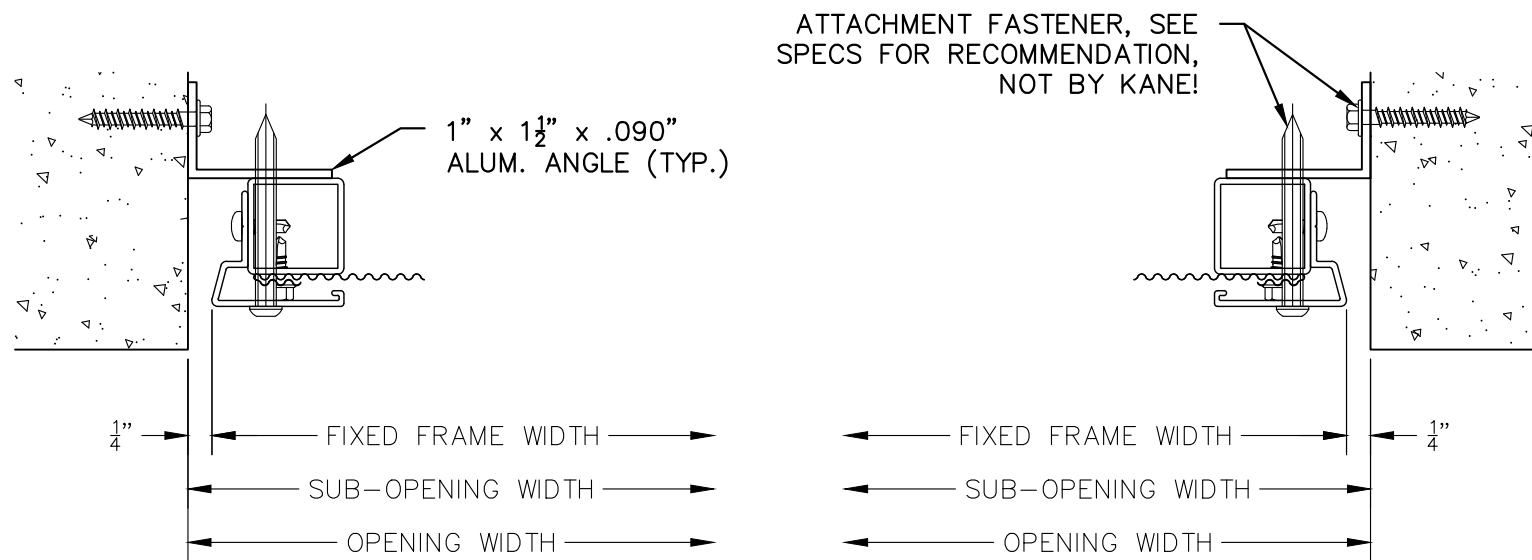 ATTACHMENT FASTENER, SEE
SPECS FOR RECOMMENDATION,
NOT BY KANE!
1” x 1½” x .090”
ALUM. ANGLE (TYP.)
¼” FIXED FRAME WIDTH FIXED FRAME WIDTH ¼”
SUB-OPENING WIDTH SUB-OPENING WIDTH
OPENING WIDTH OPENING WIDTH